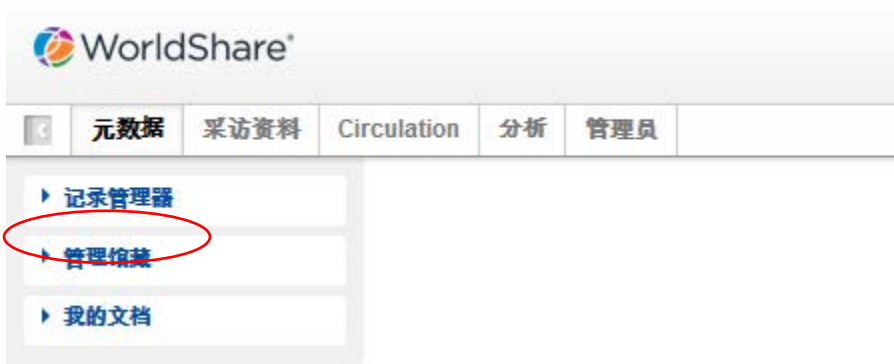 WorldShare®
元数据 采访资料 Circulation 分析 管理员
记录管理器
管理馆藏
我的文档